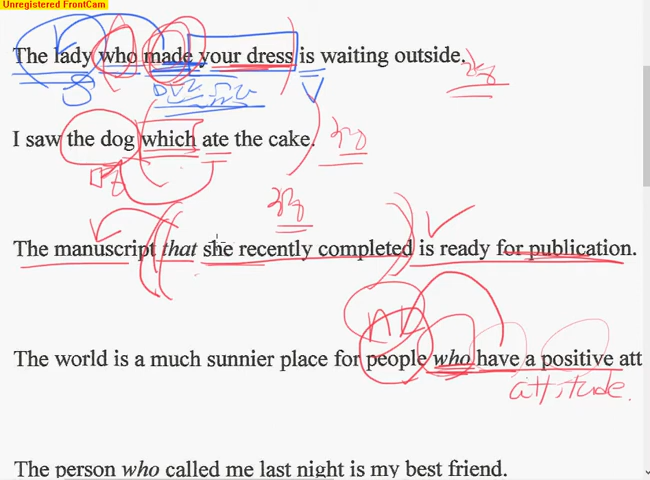 Unregistered FrontCam
The lady who made your dress is waiting outside.
S
V
I saw the dog which ate the cake.
The manuscript that she recently completed is ready for publication.
The world is a much sunnier place for people who have a positive att
attitude.
The person who called me last night is my best friend.